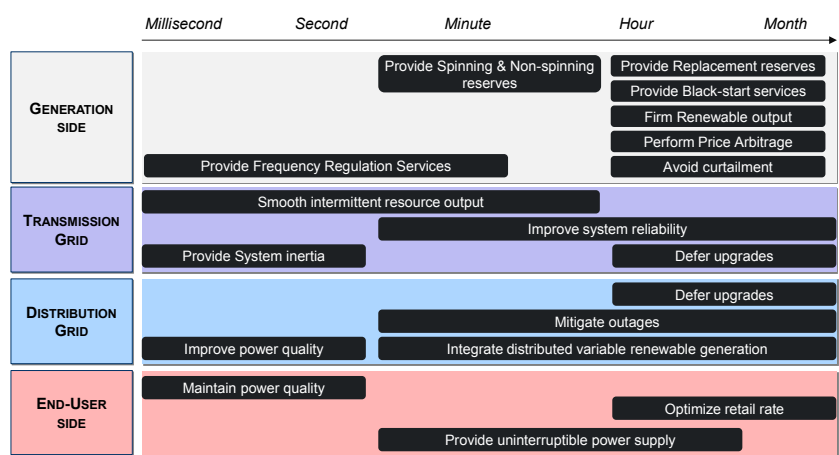 Millisecond Second Minute Hour Month
GENERATION
SIDE
Provide Spinning & Non-spinning
reserves
Provide Replacement reserves
Provide Black-start services
Firm Renewable output
Perform Price Arbitrage
Provide Frequency Regulation Services
Avoid curtailment
TRANSMISSION
GRID
Smooth intermittent resource output
Improve system reliability
Provide System inertia
Defer upgrades
DISTRIBUTION
GRID
Defer upgrades
Mitigate outages
Improve power quality
Integrate distributed variable renewable generation
END-USER
SIDE
Maintain power quality
Optimize retail rate
Provide uninterruptible power supply